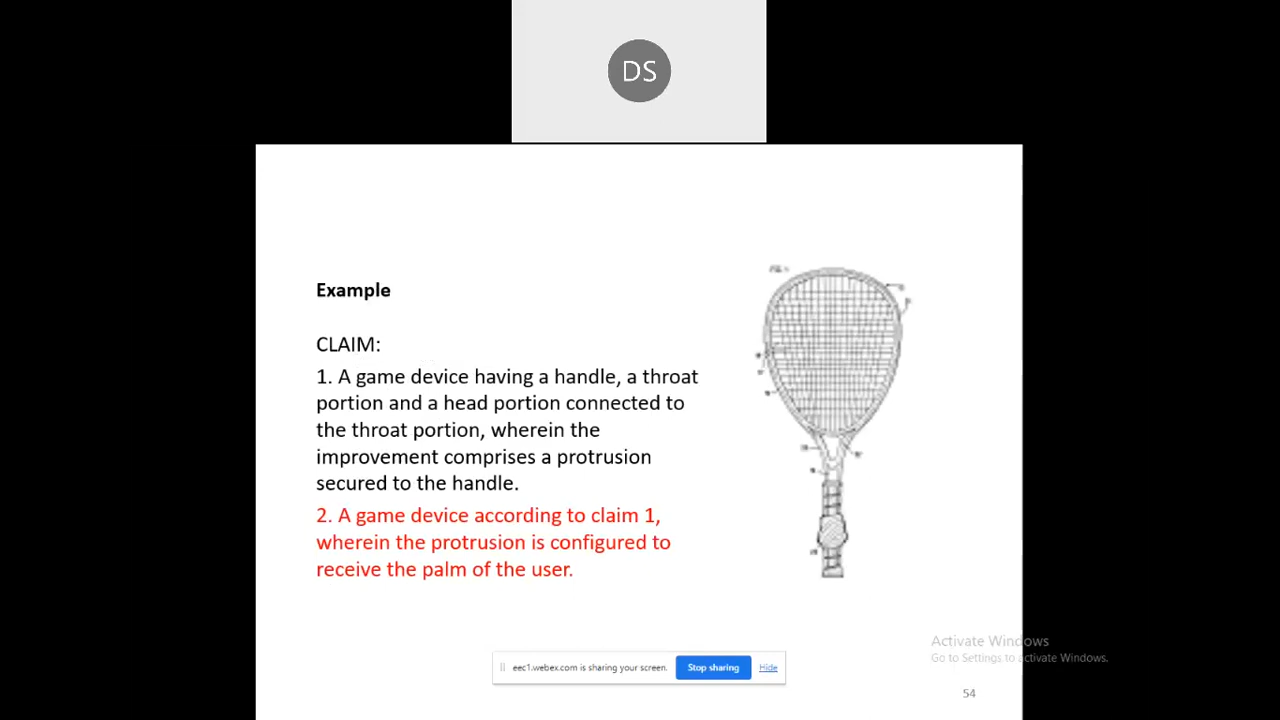 DS
Example
CLAIM:
1. A game device having a handle, a throat
portion and a head portion connected to
the throat portion, wherein the
improvement comprises a protrusion
secured to the handle.
2. A game device according to claim 1,
wherein the protrusion is configured to
receive the palm of the user.
Activate Windows
Go to Settings to activate Windows.
eec1.webex.com is sharing your screen.
Stop sharing
Hide
54